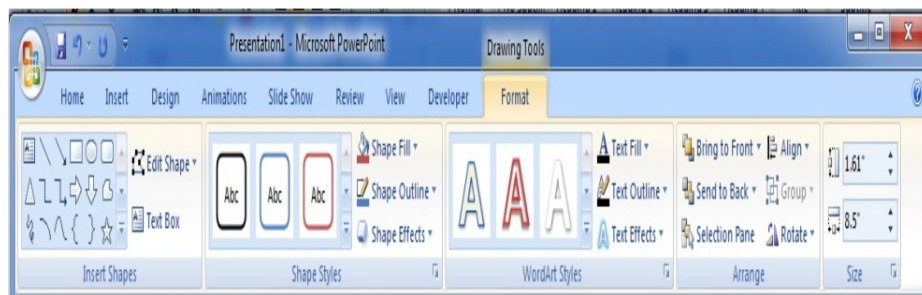 Presentation1 - Microsoft PowerPoint
Drawing Tools
Home Insert Design Animations Slide Show Review View Developer Format
Edit Shape
Text Box
Insert Shapes
Abc Abc Abc
Shape Fill
Shape Outline
Shape Effects
Shape Styles
A A A
A Text Fill
Text Outline
Text Effects
WordArt Styles
Bring to Front
Send to Back
Selection Pane
Align
Group
Rotate
Arrange
1.61"
8.5"
Size